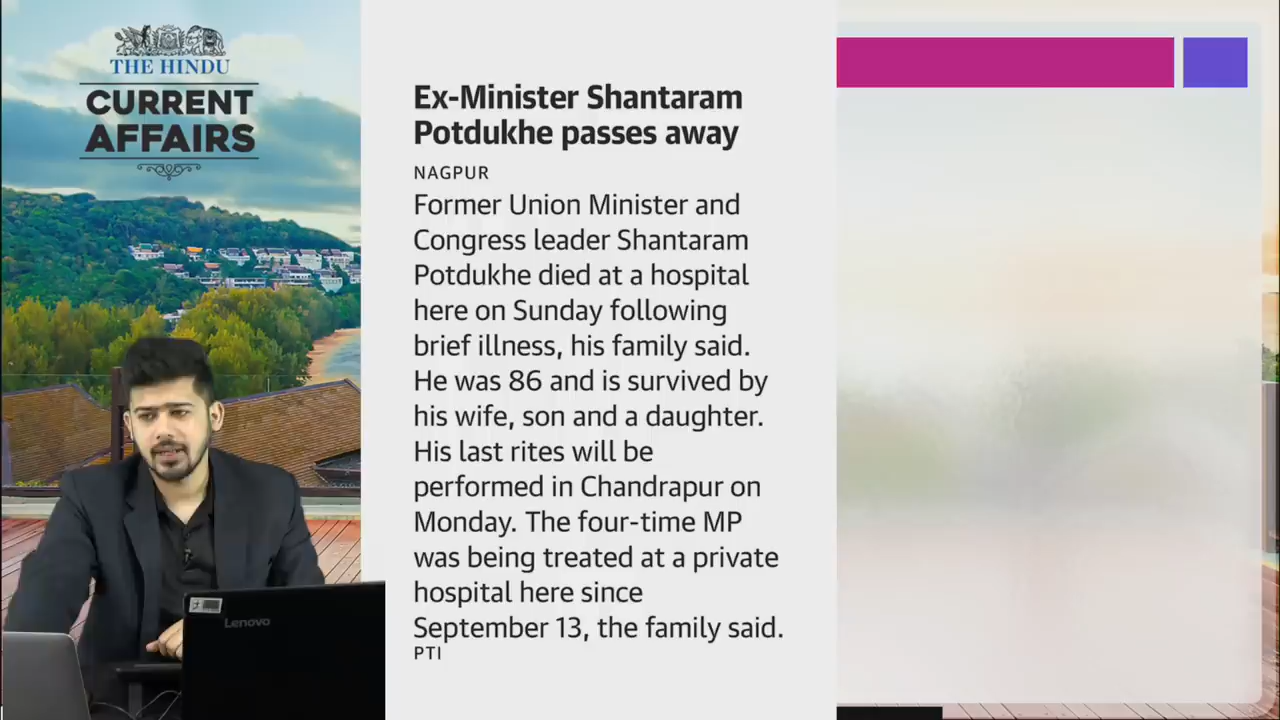 THE HINDU
CURRENT
AFFAIRS
Ex-Minister Shantaram
Potdukhe passes away
NAGPUR
Former Union Minister and
Congress leader Shantaram
Potdukhe died at a hospital
here on Sunday following
brief illness, his family said.
He was 86 and is survived by
his wife, son and a daughter.
His last rites will be
performed in Chandrapur on
Monday. The four-time MP
was being treated at a private
hospital here since
September 13, the family said.
PTI
Lenovo